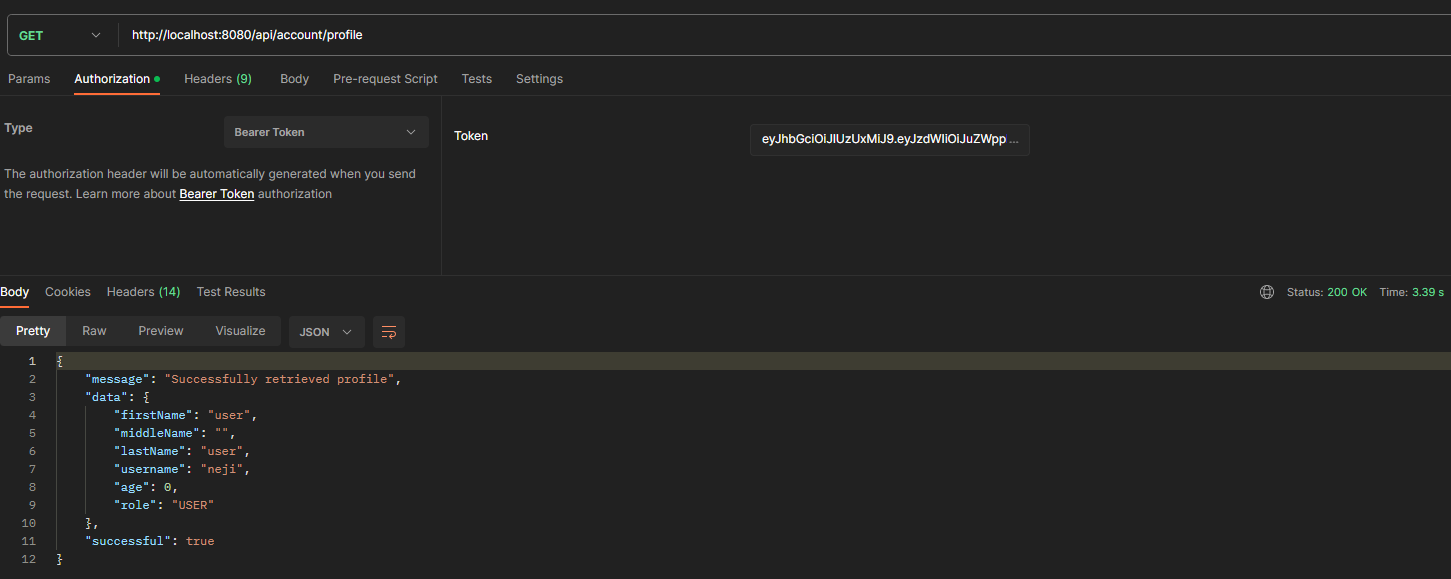 GET http://localhost:8080/api/account/profile
Params Authorization Headers (9) Body Pre-request Script Tests Settings
Type Bearer Token
The authorization header will be automatically generated when you send
the request. Learn more about Bearer Token authorization
Token eyJhbGciOiJIUzUxMiJ9.eyJzdWIiOiJuZWpp ...
Body Cookies Headers (14) Test Results Status: 200 OK Time: 3.39 s
Pretty Raw Preview Visualize JSON
1 {
2 "message": "Successfully retrieved profile",
3 "data": {
4 "firstName": "user",
5 "middleName": "",
6 "lastName": "user",
7 "username": "neji",
8 "age": 0,
9 "role": "USER"
10 },
11 "successful": true
12 }